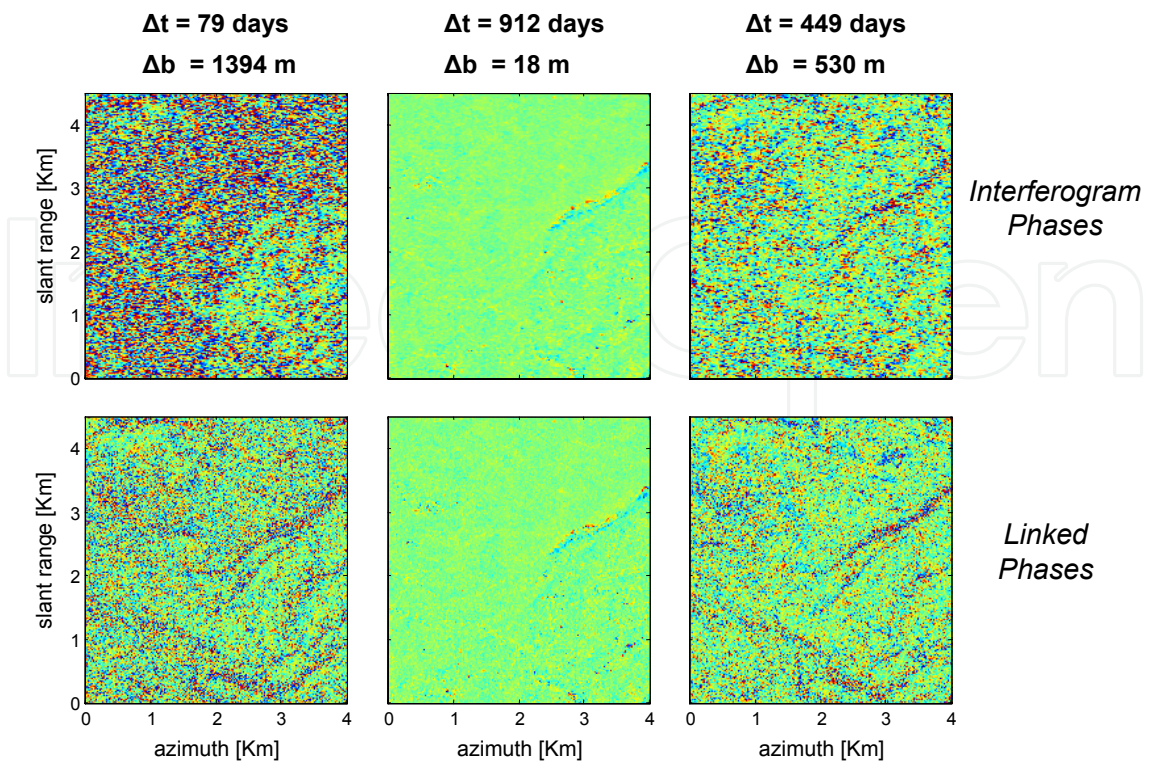 Δt = 79 days
Δb = 1394 m
Δt = 912 days
Δb = 18 m
Δt = 449 days
Δb = 530 m
slant range [Km]
4
3
2
1
0
Interferogram
Phases
slant range [Km]
4
3
2
1
0
Linked
Phases
0 1 2 3 4
0 1 2 3 4
0 1 2 3 4
azimuth [Km]
azimuth [Km]
azimuth [Km]